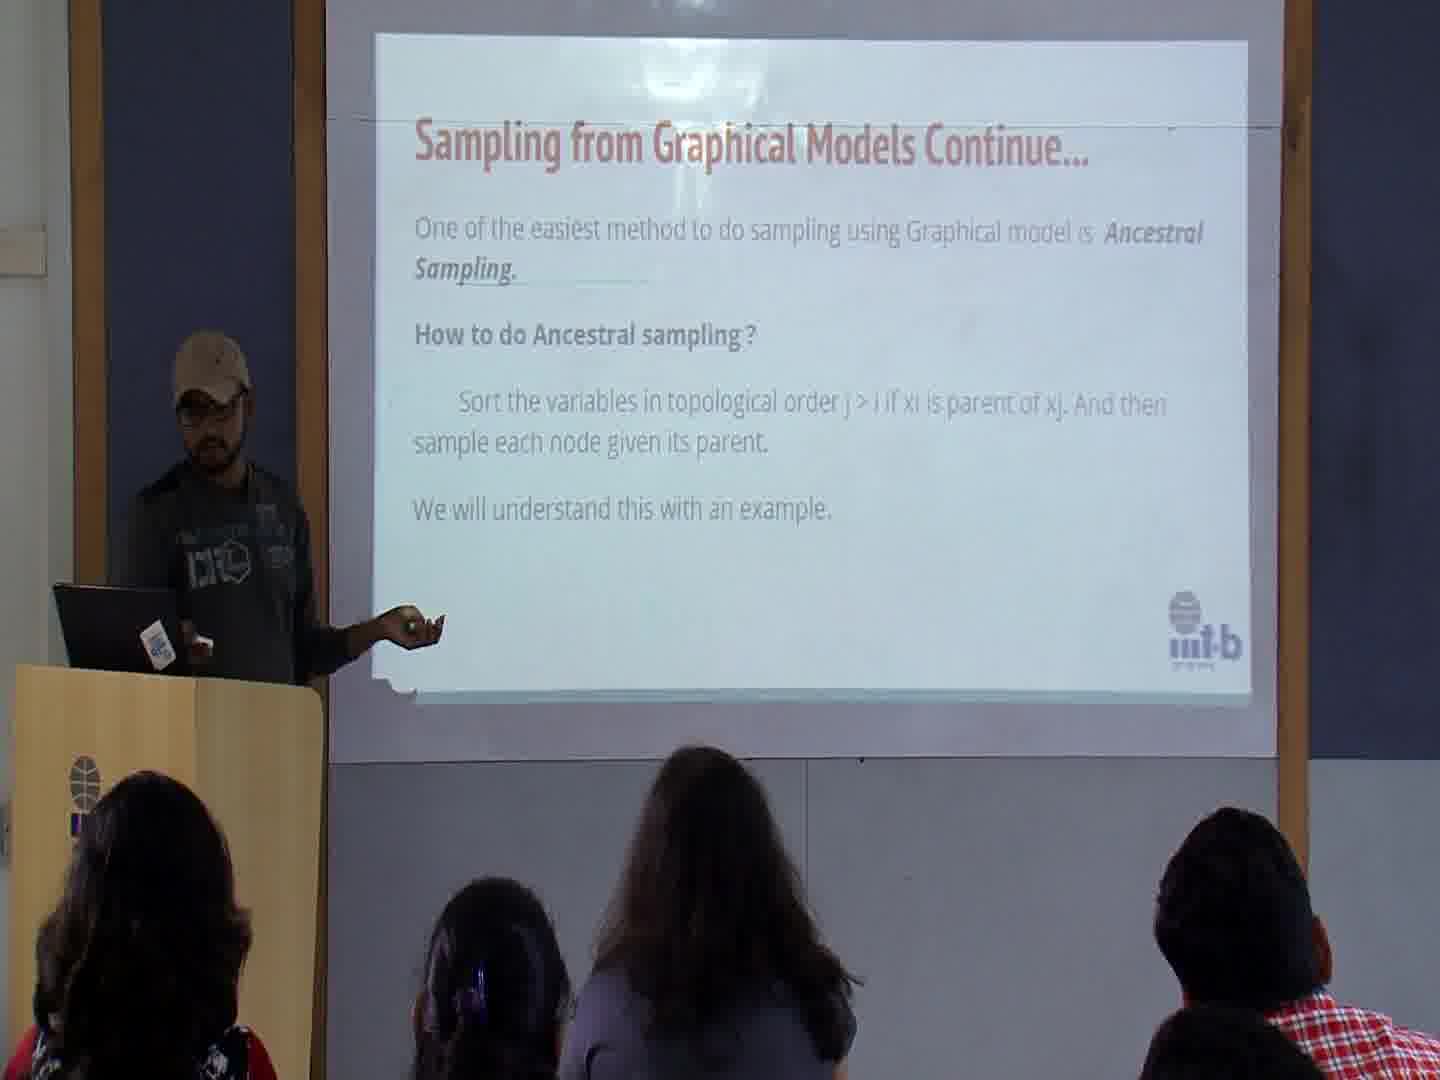 Sampling from Graphical Models Continue...
One of the easiest method to do sampling using Graphical model is Ancestral
Sampling.
How to do Ancestral sampling ?
Sort the variables in topological order j > i if xi is parent of xj. And then
sample each node given its parent.
We will understand this with an example.